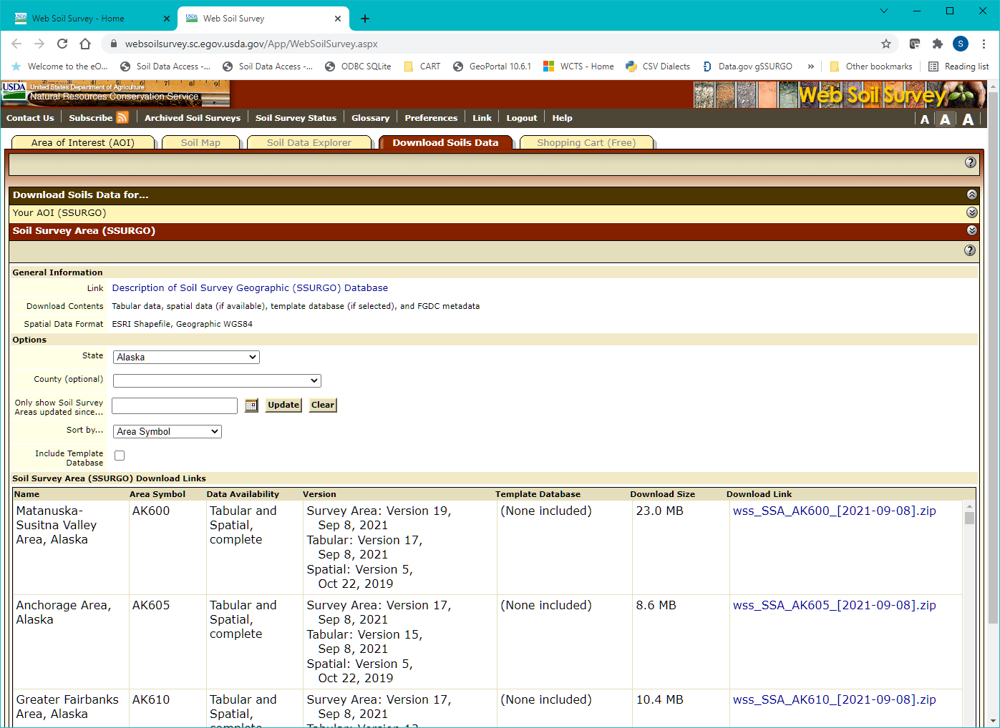 Web Soil Survey - Home
Web Soil Survey
websoilsurvey.sc.egov.usda.gov/App/WebSoilSurvey.aspx
S
Welcome to the eO...
Soil Data Access -...
Soil Data Access -...
ODBC SQLite
CART
GeoPortal 10.6.1
WCTS - Home
CSV Dialects
Data.gov gSSURGO
»
Other bookmarks
Reading list
USDA
United States Department of Agriculture
Natural Resources Conservation Service
Web Soil Survey
Contact Us
Subscribe
Archived Soil Surveys
Soil Survey Status
Glossary
Preferences
Link
Logout
Help
A A A
Area of Interest (AOI)
Soil Map
Soil Data Explorer
Download Soils Data
Shopping Cart (Free)
?
Download Soils Data for...
Your AOI (SSURGO)
Soil Survey Area (SSURGO)
?
General Information
Link Description of Soil Survey Geographic (SSURGO) Database
Download Contents Tabular data, spatial data (if available), template database (if selected), and FGDC metadata
Spatial Data Format ESRI Shapefile, Geographic WGS84
Options
State Alaska
County (optional)
Only show Soil Survey
Areas updated since...
Update
Clear
Sort by... Area Symbol
Include Template
Database
Soil Survey Area (SSURGO) Download Links
Name Area Symbol Data Availability Version Template Database Download Size Download Link
Matanuska-
Susitna Valley
Area, Alaska
AK600
Tabular and
Spatial,
complete
Survey Area: Version 19,
Sep 8, 2021
Tabular: Version 17,
Sep 8, 2021
Spatial: Version 5,
Oct 22, 2019
(None included)
23.0 MB
wss_SSA_AK600_[2021-09-08].zip
Anchorage Area,
Alaska
AK605
Tabular and
Spatial,
complete
Survey Area: Version 17,
Sep 8, 2021
Tabular: Version 15,
Sep 8, 2021
Spatial: Version 5,
Oct 22, 2019
(None included)
8.6 MB
wss_SSA_AK605_[2021-09-08].zip
Greater Fairbanks
Area, Alaska
AK610
Tabular and
Spatial,
complete
Survey Area: Version 17,
Sep 8, 2021
Tabular: Version
(None included)
10.4 MB
wss_SSA_AK610_[2021-09-08].zip